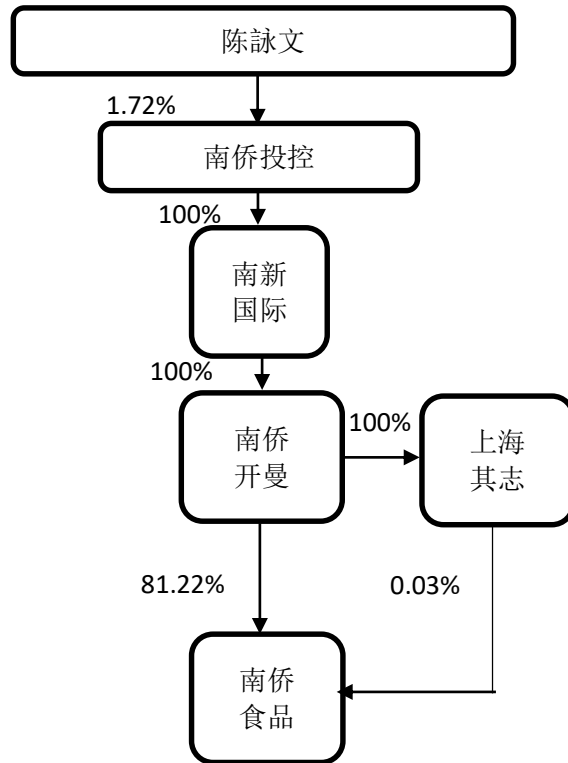 陈詠文
1.72%
南侨投控
100%
南新
国际
100%
南侨
开曼
100%
上海
其志
81.22%
0.03%
南侨
食品